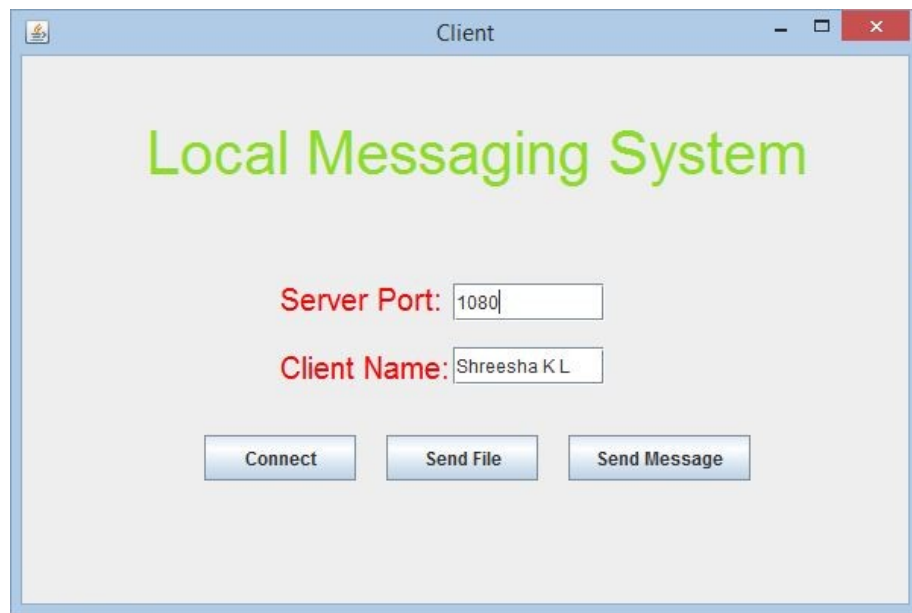 Client
Local Messaging System
Server Port: 1080
Client Name: Shreesha K L
Connect Send File Send Message